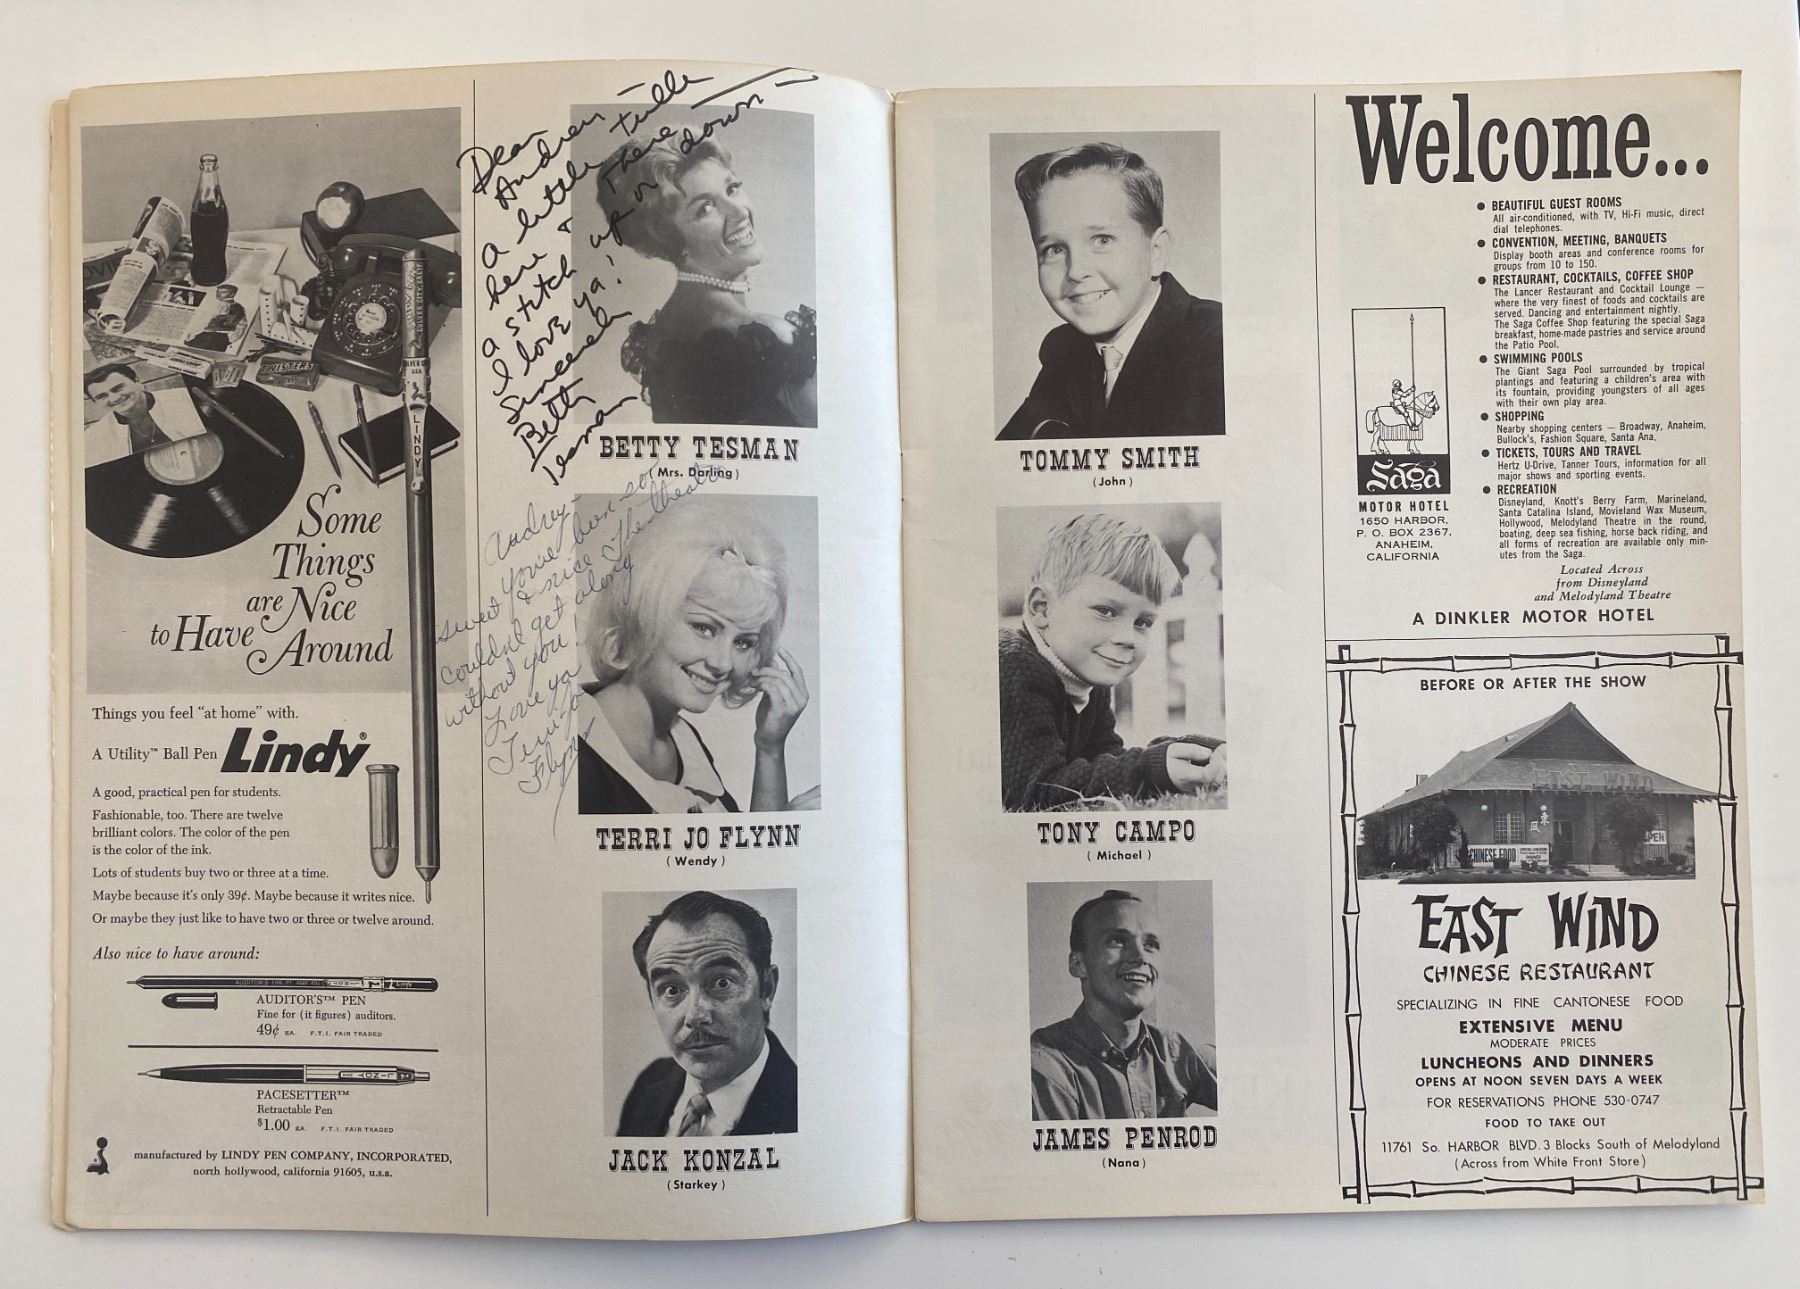 Some
Things
are Nice
to Have
Around
Things you feel "at home" with.
A Utility™ Ball Pen Lindy®
A good, practical pen for students.
Fashionable, too. There are twelve
brilliant colors. The color of the pen
is the color of the ink.
Lots of students buy two or three at a time.
Maybe because it's only 39¢. Maybe because it writes nice.
Or maybe they just like to have two or three or twelve around.
Also nice to have around:
AUDITOR'S™ PEN
Fine for (it figures) auditors.
49¢ EA. F.T.I. FAIR TRADED
PACESETTER™
Retractable Pen
$1.00 EA. F.T.I. FAIR TRADED
manufactured by LINDY PEN COMPANY, INCORPORATED,
north hollywood, california 91605, u.s.a.
TWISTERS
LINDY
Dear
Audrey
a little tulle
here & there
a stitch up or down
I love ya!
Sincerely
Betty
Tesman
BETTY TESMAN
(Mrs. Darling)
Audrey
you've been so
sweet & nice the theatre
couldn't get along
without you!
Love ya
Terri Jo
Flynn
TERRI JO FLYNN
(Wendy)
JACK KONZAL
(Starkey)
TOMMY SMITH
(John)
TONY CAMPO
(Michael)
JAMES PENROD
(Nana)
Welcome...
● BEAUTIFUL GUEST ROOMS
All air-conditioned, with TV, Hi-Fi music, direct
dial telephones.
● CONVENTION, MEETING, BANQUETS
Display booth areas and conference rooms for
groups from 10 to 150.
● RESTAURANT, COCKTAILS, COFFEE SHOP
The Lancer Restaurant and Cocktail Lounge —
where the very finest of foods and cocktails are
served. Dancing and entertainment nightly.
The Saga Coffee Shop featuring the special Saga
breakfast, home-made pastries and service around
the Patio Pool.
● SWIMMING POOLS
The Giant Saga Pool surrounded by tropical
plantings and featuring a children's area with
its fountain, providing youngsters of all ages
with their own play area.
● SHOPPING
Nearby shopping centers — Broadway, Anaheim,
Bullock's, Fashion Square, Santa Ana.
● TICKETS, TOURS AND TRAVEL
Hertz U-Drive, Tanner Tours, information for all
major shows and sporting events.
● RECREATION
Disneyland, Knott's Berry Farm, Marineland,
Santa Catalina Island, Movieland Wax Museum,
Hollywood, Melodyland Theatre in the round,
boating, deep sea fishing, horse back riding, and
all forms of recreation are available only min-
utes from the Saga.
Saga
MOTOR HOTEL
1650 HARBOR,
P. O. BOX 2367,
ANAHEIM,
CALIFORNIA
Located Across
from Disneyland
and Melodyland Theatre
A DINKLER MOTOR HOTEL
BEFORE OR AFTER THE SHOW
EAST WIND
東
風
OPEN
CHINESE FOOD
EAST WIND
CHINESE RESTAURANT
SPECIALIZING IN FINE CANTONESE FOOD
EXTENSIVE MENU
MODERATE PRICES
LUNCHEONS AND DINNERS
OPENS AT NOON SEVEN DAYS A WEEK
FOR RESERVATIONS PHONE 530-0747
FOOD TO TAKE OUT
11761 So. HARBOR BLVD. 3 Blocks South of Melodyland
(Across from White Front Store)